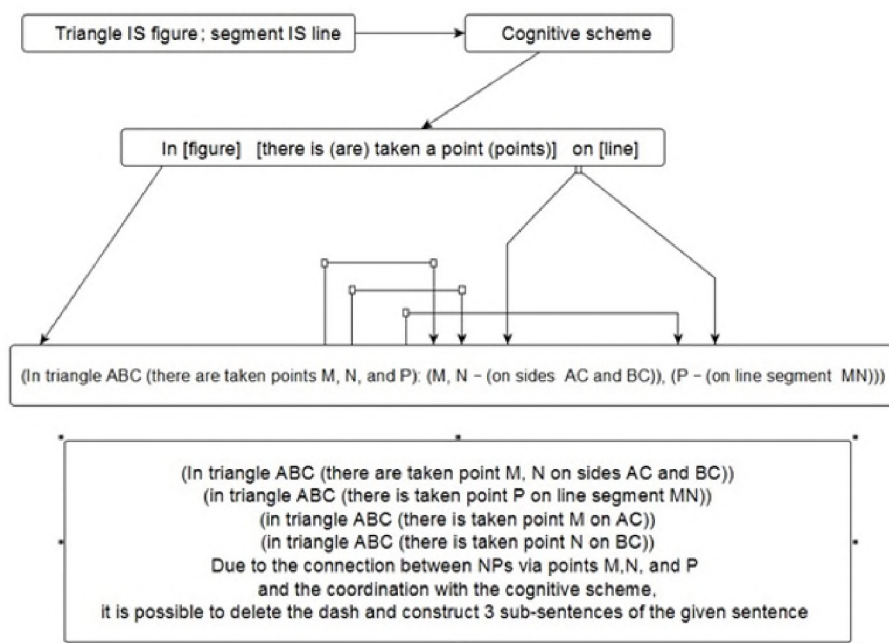 Triangle IS figure; segment IS line
Cognitive scheme
In [figure] [there is (are) taken a point (points)] on [line]
(In triangle ABC (there are taken points M, N, and P): (M, N – (on sides AC and BC)), (P – (on line segment MN)))
(In triangle ABC (there are taken point M, N on sides AC and BC))
(in triangle ABC (there is taken point P on line segment MN))
(in triangle ABC (there is taken point M on AC))
(in triangle ABC (there is taken point N on BC))
Due to the connection between NPs via points M,N, and P
and the coordination with the cognitive scheme,
it is possible to delete the dash and construct 3 sub-sentences of the given sentence